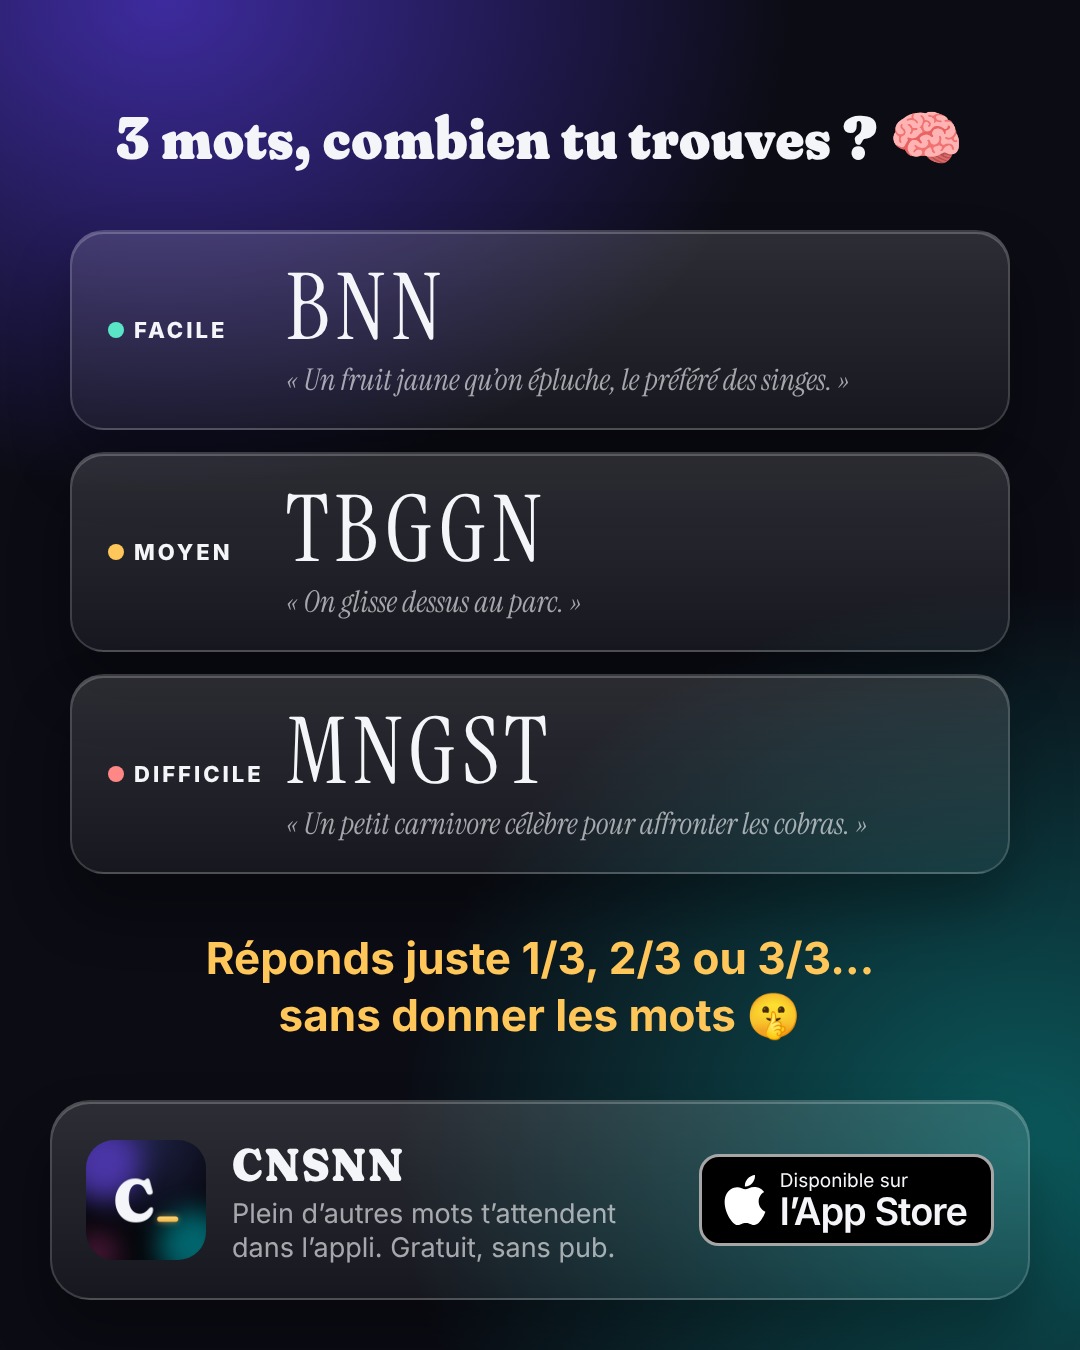 3 mots, combien tu trouves ? 🧠
FACILE
BNN
« Un fruit jaune qu’on épluche, le préféré des singes. »
MOYEN
TBGGN
« On glisse dessus au parc. »
DIFFICILE
MNGST
« Un petit carnivore célèbre pour affronter les cobras. »
Réponds juste 1/3, 2/3 ou 3/3…
sans donner les mots 🤫
C_
CNSNN
Plein d’autres mots t’attendent
dans l’appli. Gratuit, sans pub.
Disponible sur
l’App Store